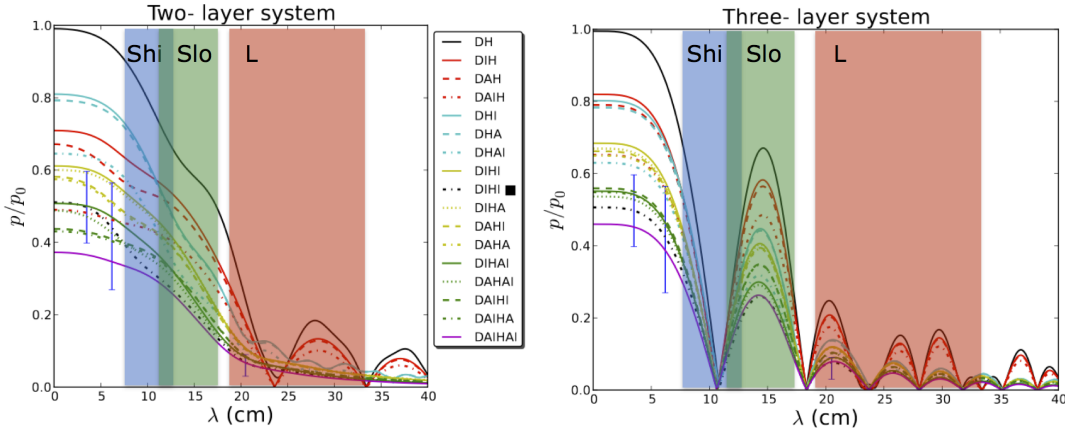 Two- layer system
1.0
0.8
0.6
0.4
0.2
0.0
p/p₀
0
5
10
15
20
25
30
35
40
λ (cm)
Shi
Slo
L
DH
DIH
DAH
DAIH
DHI
DHA
DHAI
DIHI
DIHI ■
DIHA
DAHI
DAHA
DIHAI
DAHAI
DAIHI
DAIHA
DAIHAI
Three- layer system
1.0
0.8
0.6
0.4
0.2
0.0
p/p₀
0
5
10
15
20
25
30
35
40
λ (cm)
Shi
Slo
L